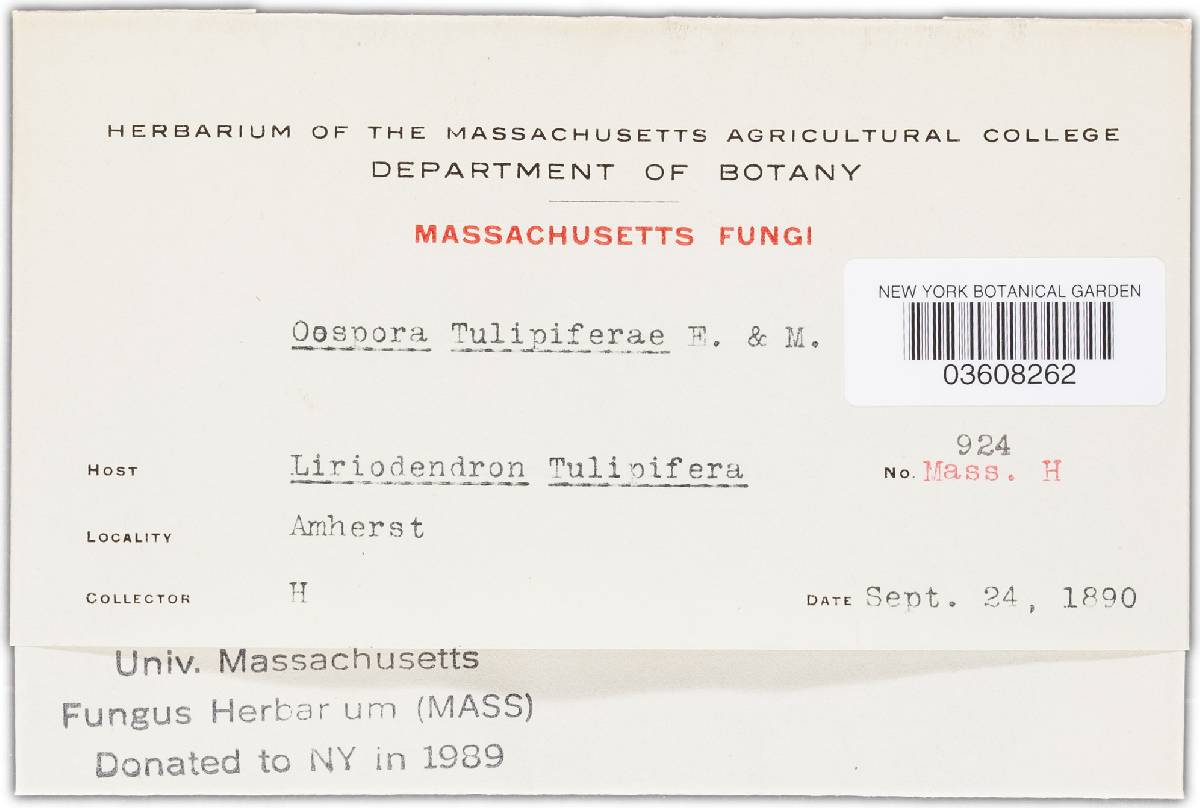 HERBARIUM OF THE MASSACHUSETTS AGRICULTURAL COLLEGE
DEPARTMENT OF BOTANY
MASSACHUSETTS FUNGI
NEW YORK BOTANICAL GARDEN
03608262
Oospora Tulipiferae E. & M.
924
HOST Liriodendron Tulipifera No. Mass. H
LOCALITY Amherst
COLLECTOR H DATE Sept. 24, 1890
Univ. Massachusetts
Fungus Herbar um (MASS)
Donated to NY in 1989